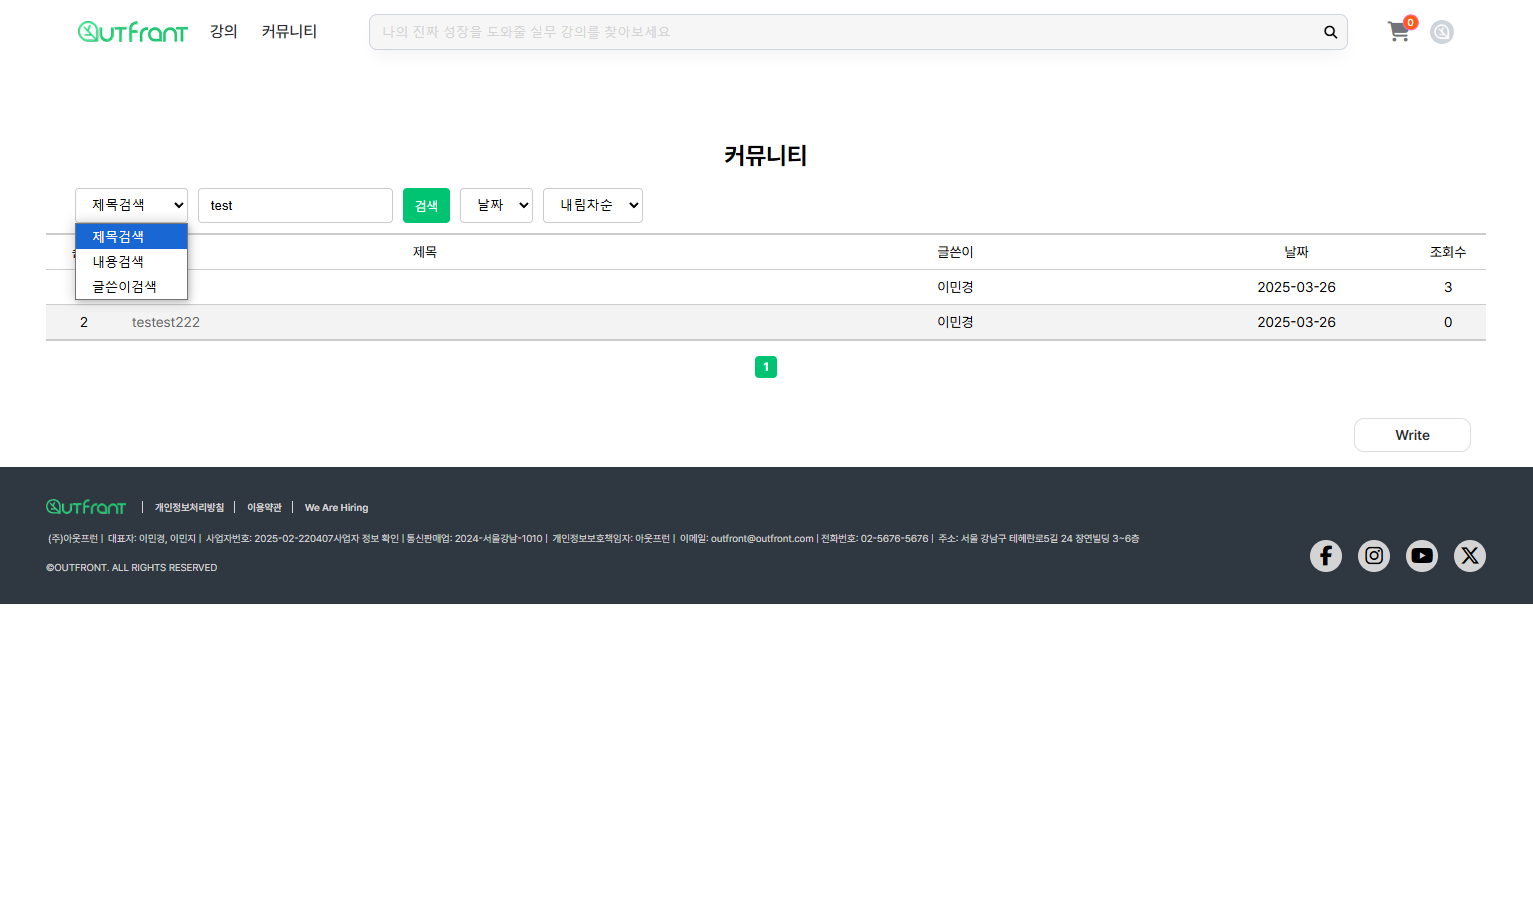 OUTFRANT 강의 커뮤니티 나의 진짜 성장을 도와줄 실무 강의를 찾아보세요 0
커뮤니티
제목검색 test 검색 날짜 내림차순
제목검색
내용검색
글쓴이검색
제목 글쓴이 날짜 조회수
이민경 2025-03-26 3
2 testest222 이민경 2025-03-26 0
1
Write
OUTFRANT | 개인정보처리방침 | 이용약관 | We Are Hiring
(주)아웃프런 | 대표자: 이민경, 이민지 | 사업자번호: 2025-02-220407사업자 정보 확인 | 통신판매업: 2024-서울강남-1010 | 개인정보보호책임자: 아웃프런 | 이메일: outfront@outfront.com | 전화번호: 02-5676-5676 | 주소: 서울 강남구 테헤란로5길 24 장연빌딩 3~6층
©OUTFRONT. ALL RIGHTS RESERVED